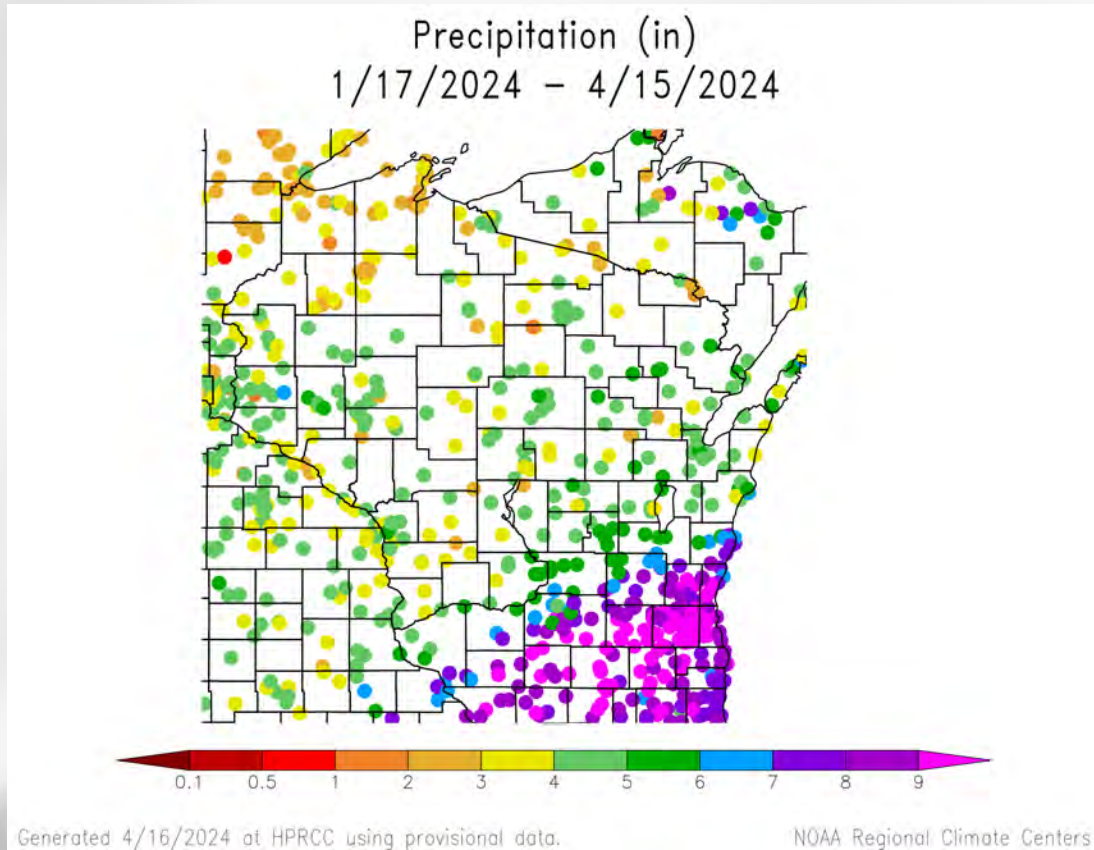 Precipitation (in)
1/17/2024 – 4/15/2024
0.1 0.5 1 2 3 4 5 6 7 8 9
Generated 4/16/2024 at HPRCC using provisional data.
NOAA Regional Climate Centers